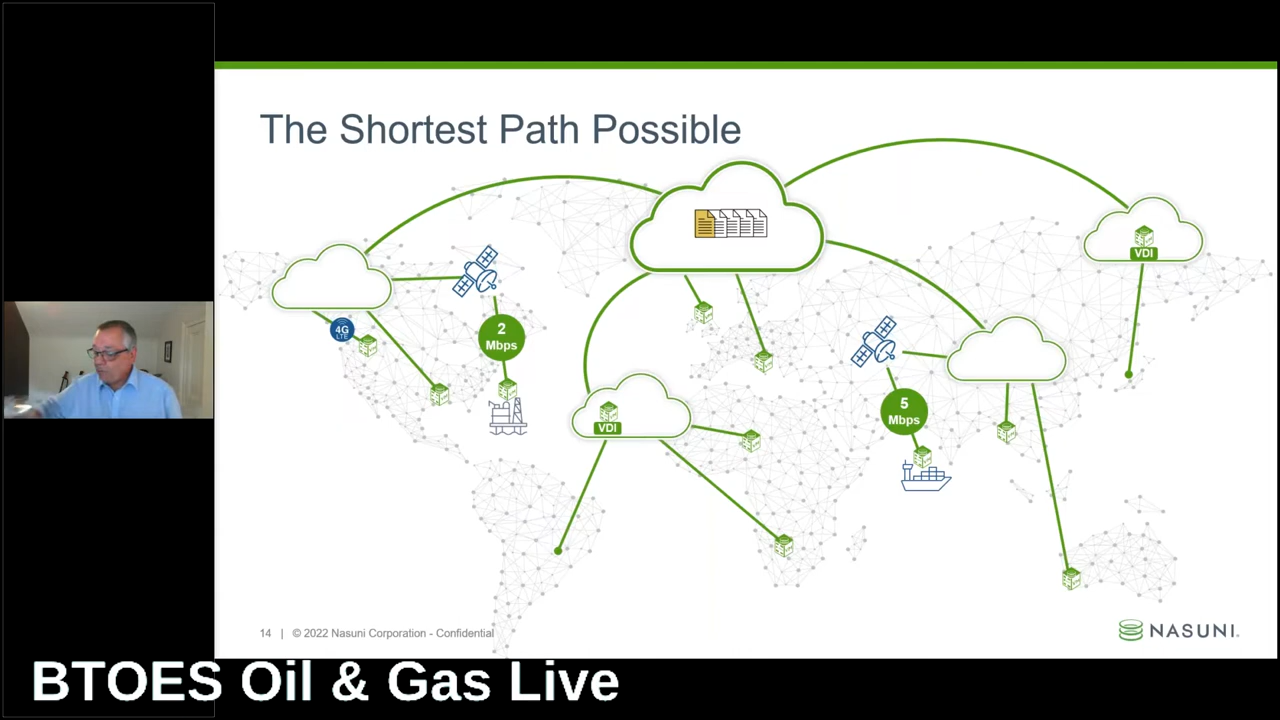 The Shortest Path Possible
VDI
4G
LTE
2
Mbps
5
Mbps
VDI
14 | © 2022 Nasuni Corporation - Confidential
NASUNI
BTOES Oil & Gas Live